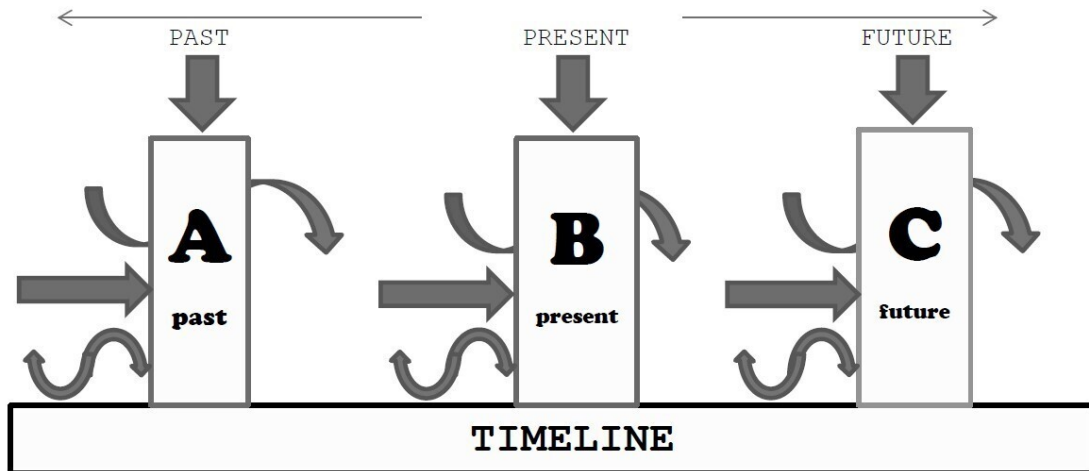 PAST
PRESENT
FUTURE
A
past
B
present
C
future
TIMELINE